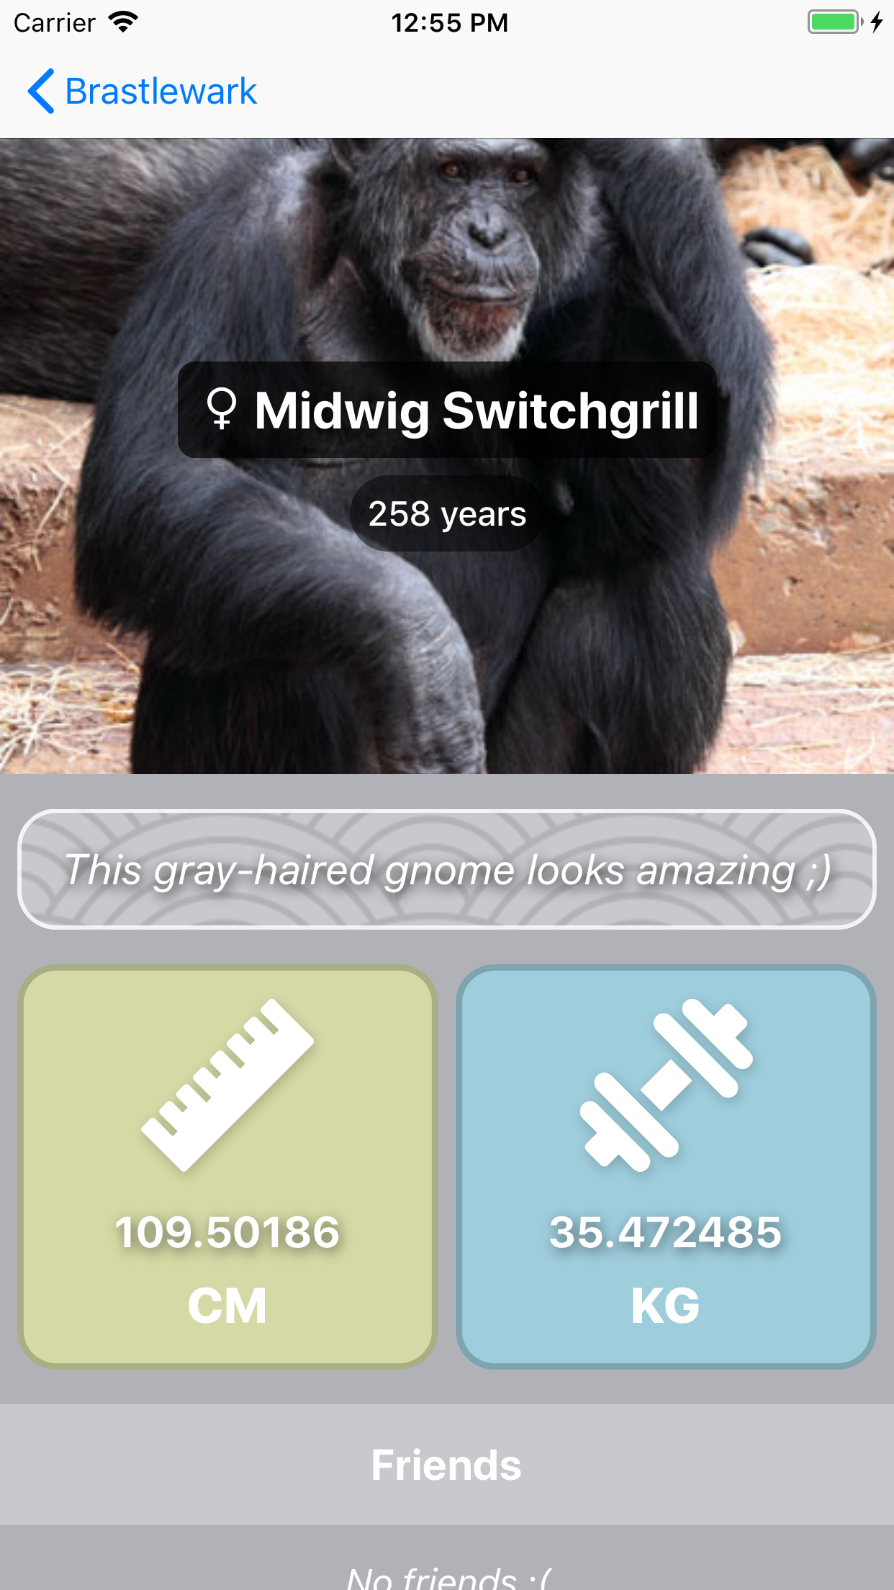 Carrier 12:55 PM
Brastlewark
♀ Midwig Switchgrill
258 years
This gray-haired gnome looks amazing ;)
109.50186
CM
35.472485
KG
Friends
No friends :(